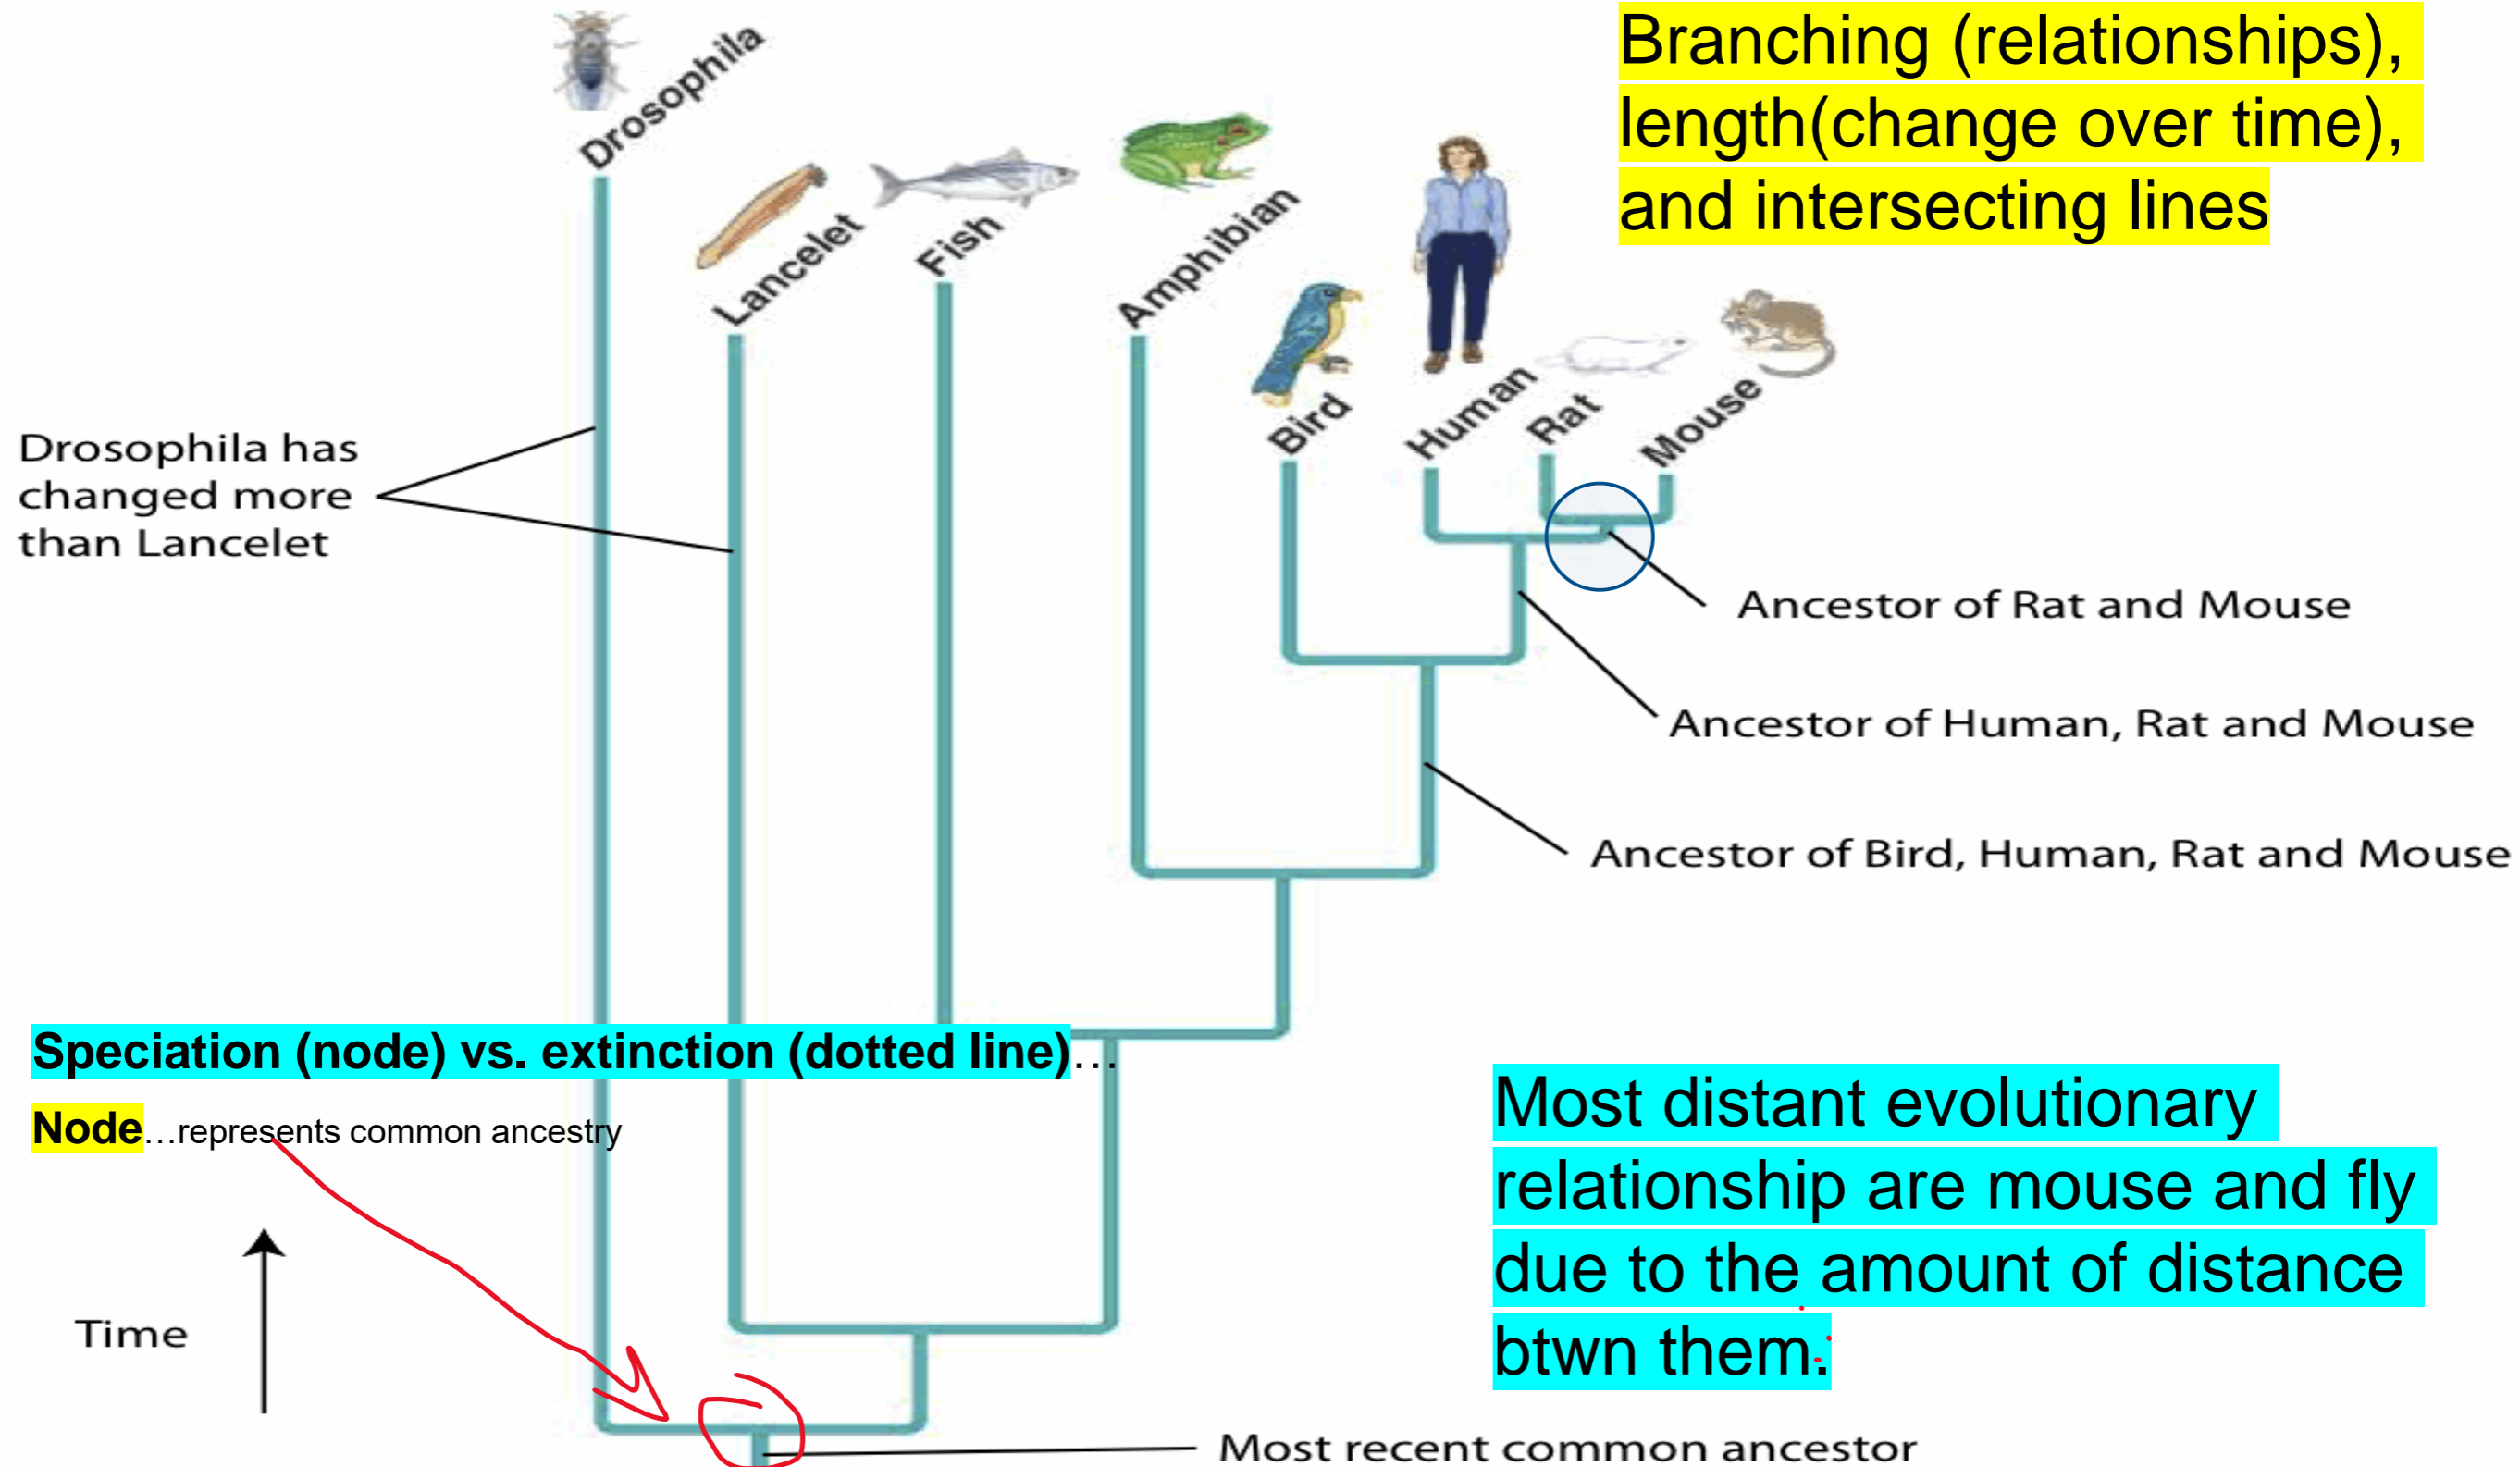 Branching (relationships),
length(change over time),
and intersecting lines
Drosophila
Lancelet
Fish
Amphibian
Bird
Human
Rat
Mouse
Drosophila has
changed more
than Lancelet
Ancestor of Rat and Mouse
Ancestor of Human, Rat and Mouse
Ancestor of Bird, Human, Rat and Mouse
Speciation (node) vs. extinction (dotted line)…
Node…represents common ancestry
Most distant evolutionary
relationship are mouse and fly
due to the amount of distance
btwn them.
Time
Most recent common ancestor